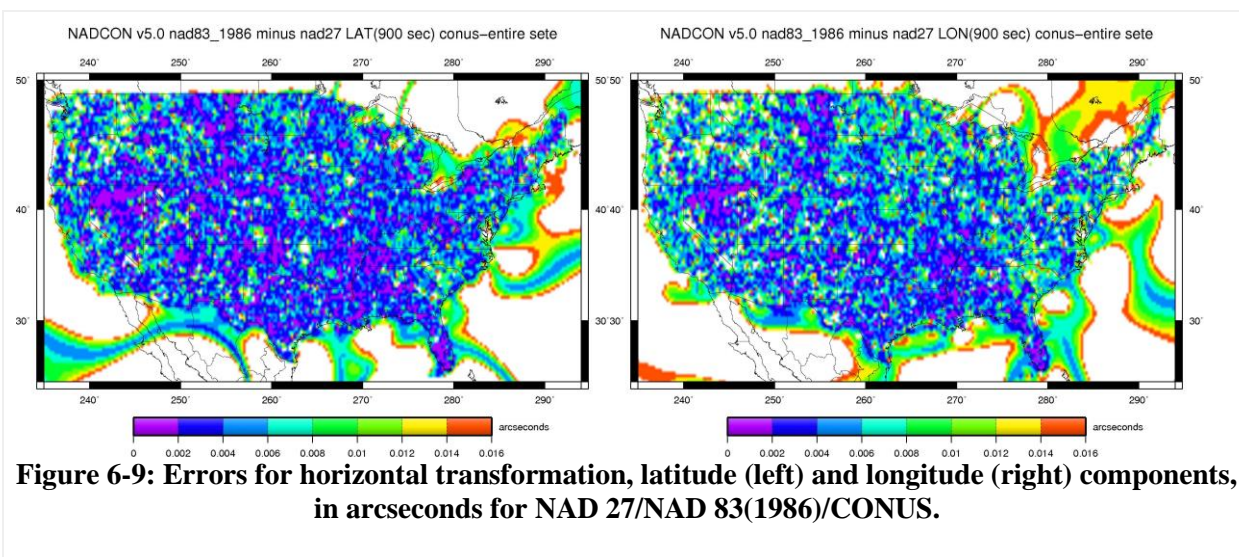 NADCON v5.0 nad83_1986 minus nad27 LAT(900 sec) conus-entire sete
240˚ 250˚ 260˚ 270˚ 280˚ 290˚
50˚
40˚
30˚
240˚ 250˚ 260˚ 270˚ 280˚ 290˚
arcseconds
0 0.002 0.004 0.006 0.008 0.01 0.012 0.014 0.016
NADCON v5.0 nad83_1986 minus nad27 LON(900 sec) conus-entire sete
240˚ 250˚ 260˚ 270˚ 280˚ 290˚
50˚ 50˚
40˚ 40˚
30˚ 30˚
240˚ 250˚ 260˚ 270˚ 280˚ 290˚
arcseconds
0 0.002 0.004 0.006 0.008 0.01 0.012 0.014 0.016
Figure 6-9: Errors for horizontal transformation, latitude (left) and longitude (right) components,
in arcseconds for NAD 27/NAD 83(1986)/CONUS.